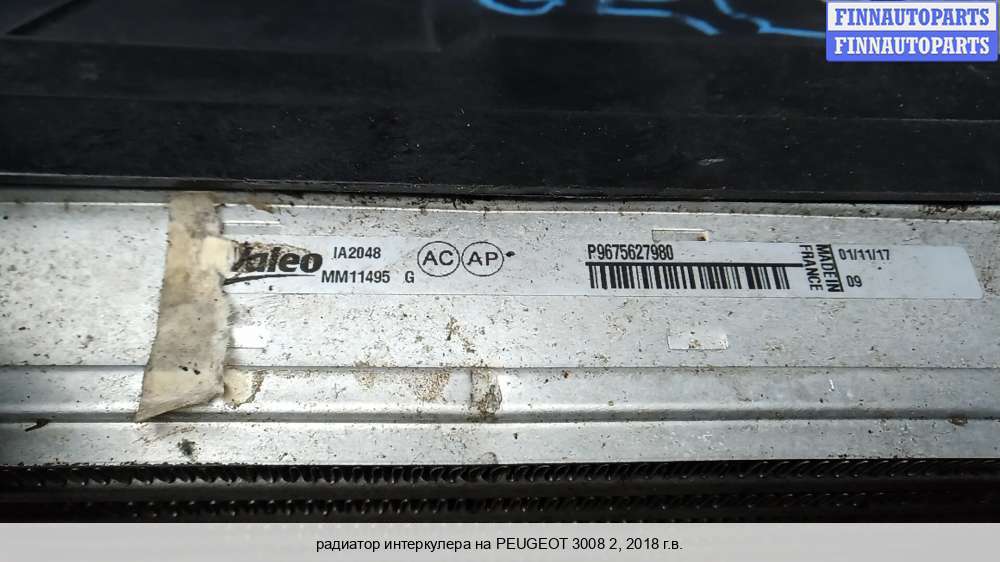 FINNAUTOPARTS
FINNAUTOPARTS
Valeo
IA2048
MM11495 G
AC AP
P9675627980
MADE IN
FRANCE
01/11/17
09
радиатор интеркулера на PEUGEOT 3008 2, 2018 г.в.